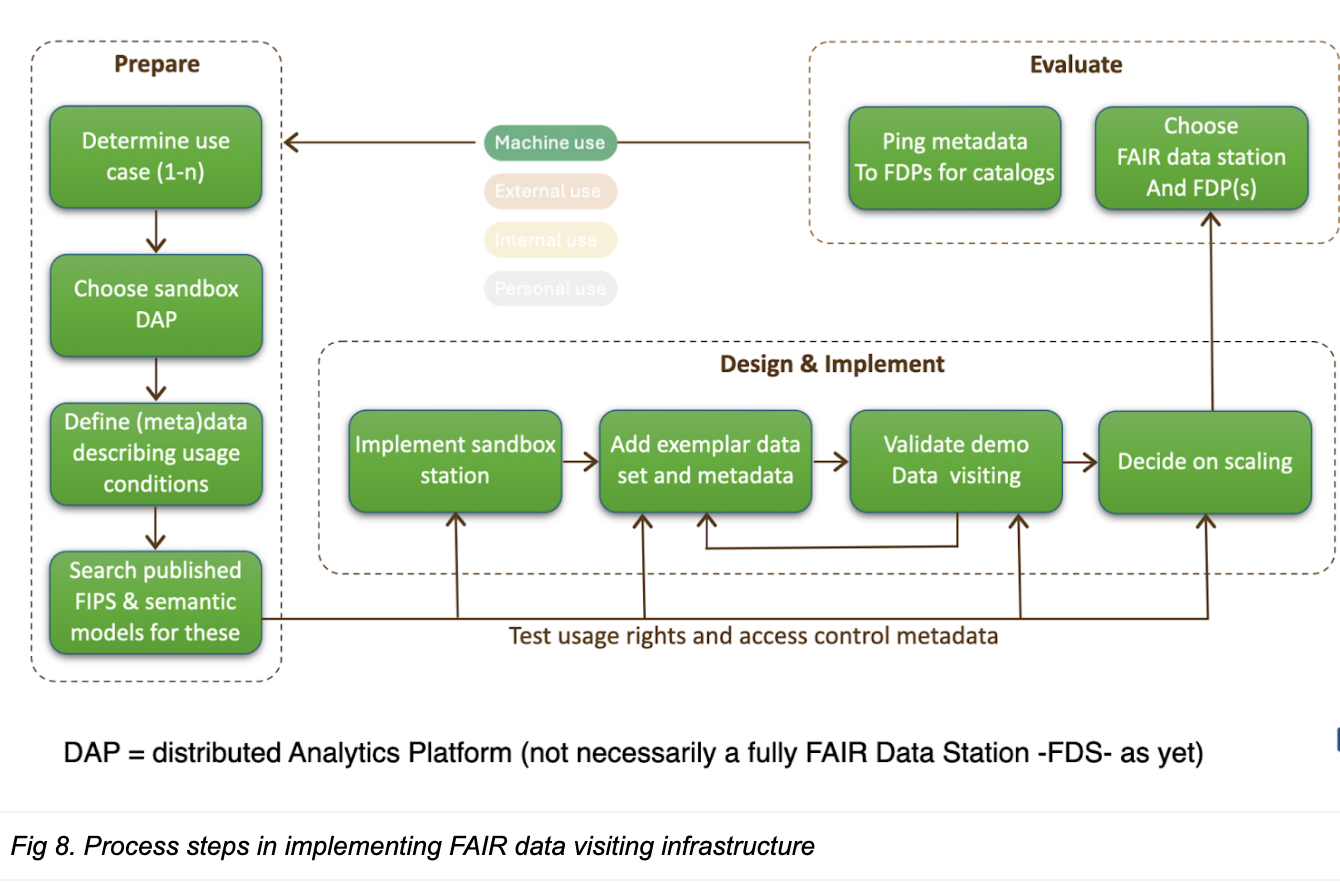 Prepare
Determine use
case (1-n)
Choose sandbox
DAP
Define (meta)data
describing usage
conditions
Search published
FIPS & semantic
models for these
Machine use
External use
Internal use
Personal use
Evaluate
Ping metadata
To FDPs for catalogs
Choose
FAIR data station
And FDP(s)
Design & Implement
Implement sandbox
station
Add exemplar data
set and metadata
Validate demo
Data visiting
Decide on scaling
Test usage rights and access control metadata
DAP = distributed Analytics Platform (not necessarily a fully FAIR Data Station -FDS- as yet)
Fig 8. Process steps in implementing FAIR data visiting infrastructure